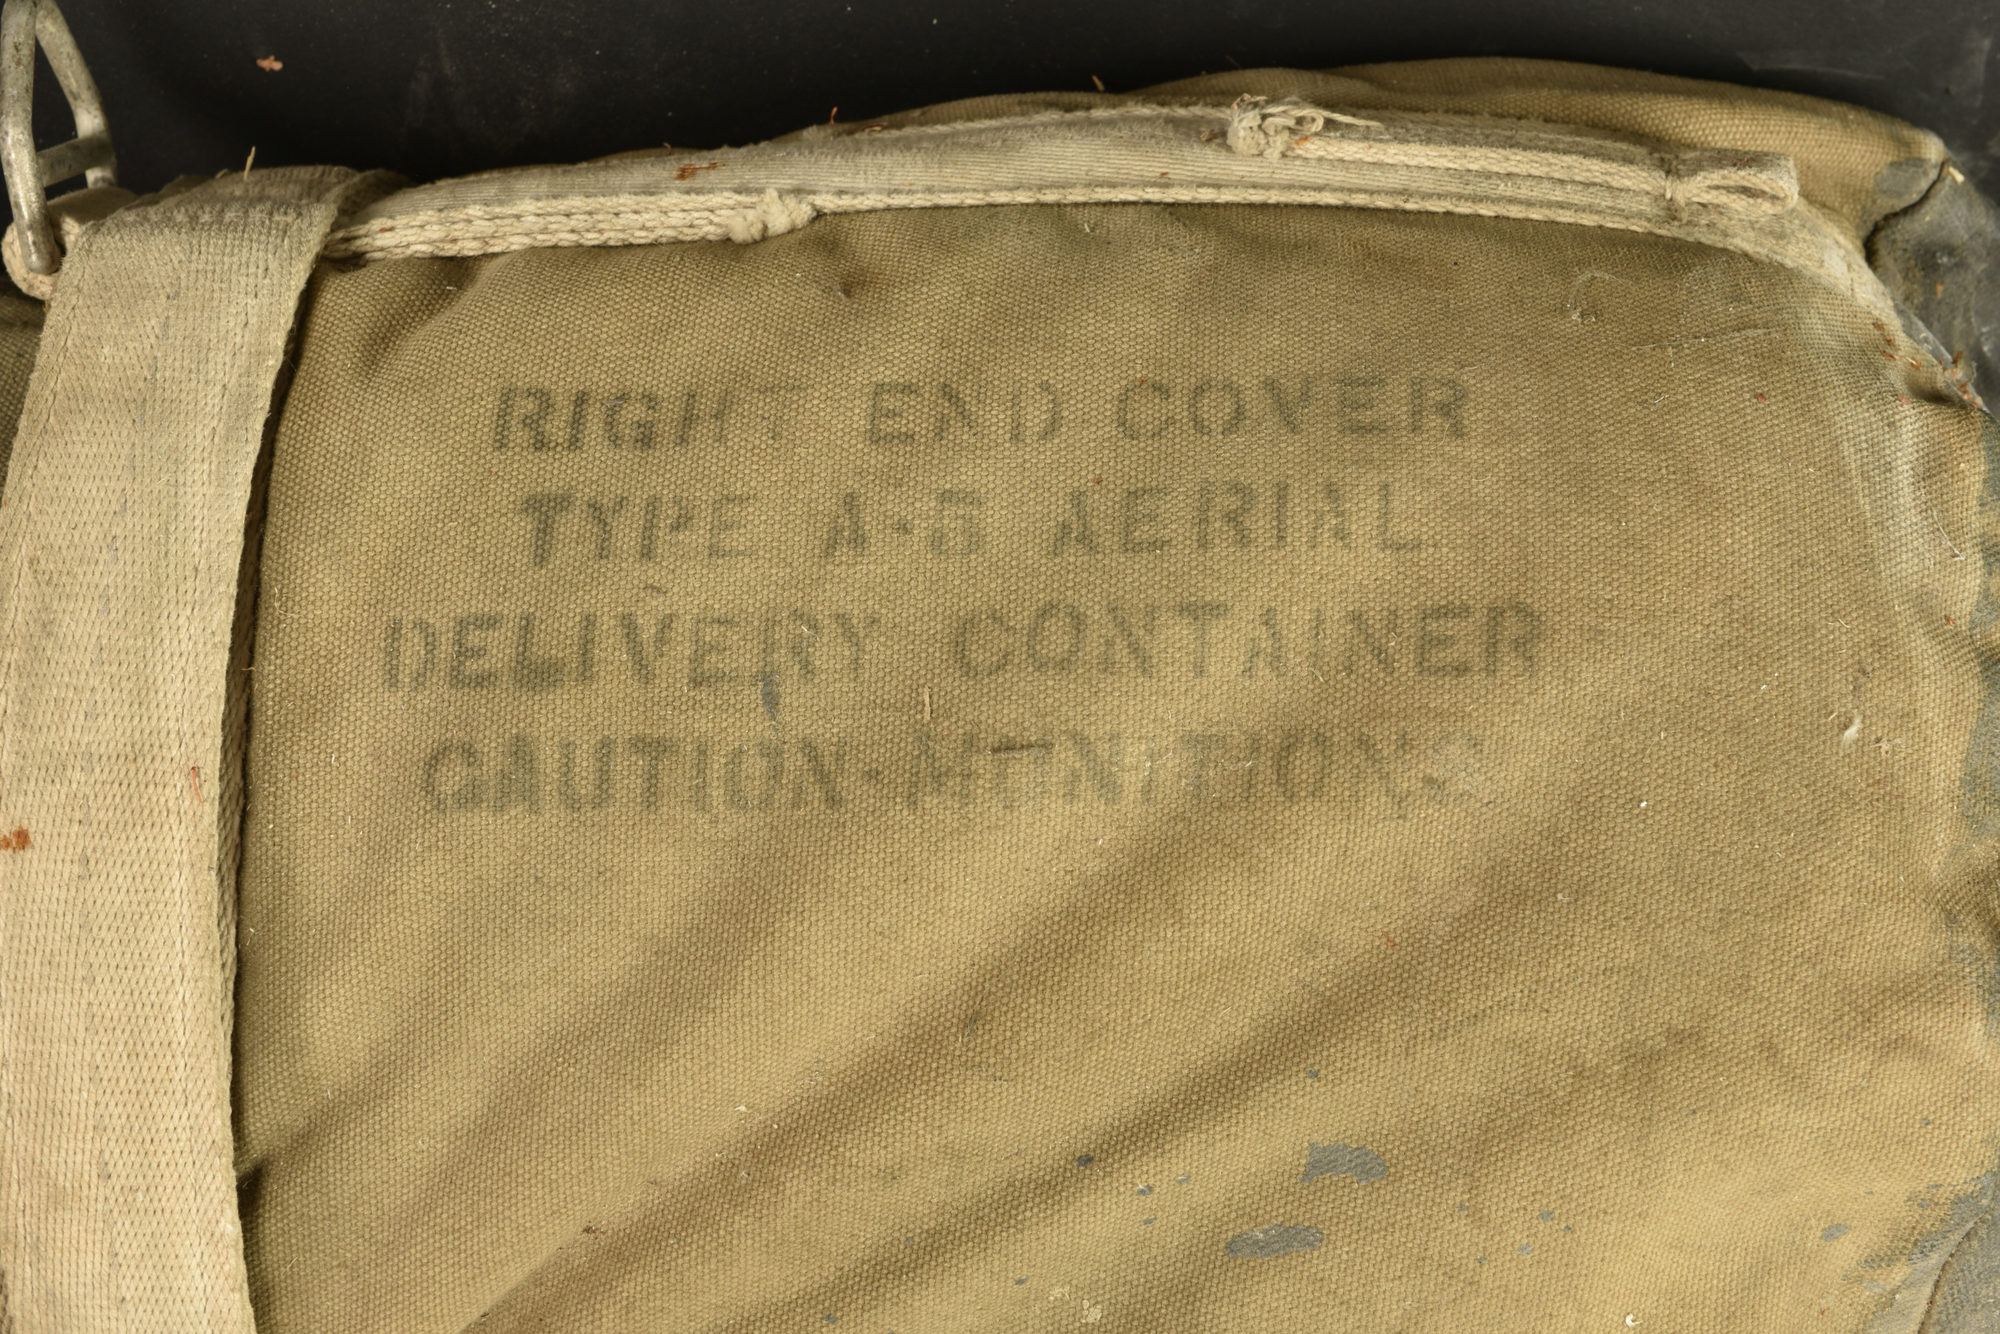 RIGHT END COVER
TYPE A-5 AERIAL
DELIVERY CONTAINER
CAUTION-MUNITIONS